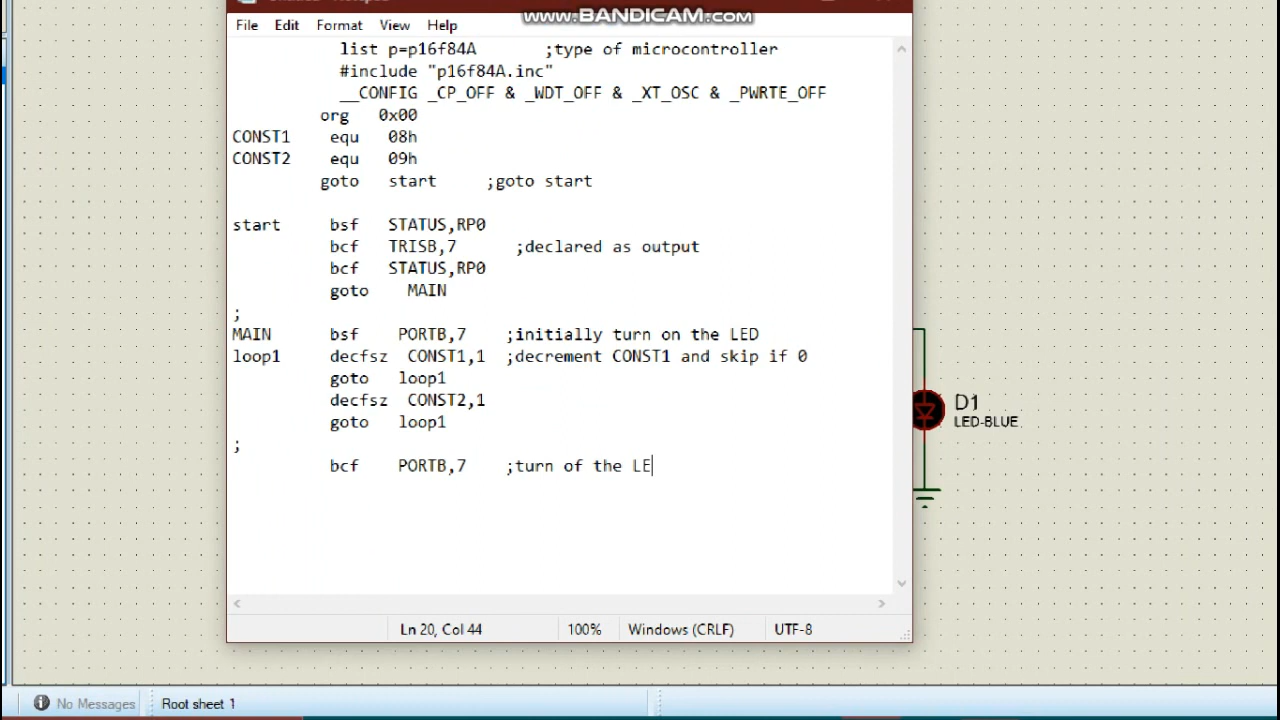 www.BANDICAM.com
File Edit Format View Help
list p=p16f84A ;type of microcontroller
#include "p16f84A.inc"
__CONFIG _CP_OFF & _WDT_OFF & _XT_OSC & _PWRTE_OFF
org 0x00
CONST1 equ 08h
CONST2 equ 09h
goto start ;goto start
start bsf STATUS,RP0
bcf TRISB,7 ;declared as output
bcf STATUS,RP0
goto MAIN
;
MAIN bsf PORTB,7 ;initially turn on the LED
loop1 decfsz CONST1,1 ;decrement CONST1 and skip if 0
goto loop1
decfsz CONST2,1
goto loop1
;
bcf PORTB,7 ;turn of the LE
D1
LED-BLUE
Ln 20, Col 44 100% Windows (CRLF) UTF-8
No Messages Root sheet 1